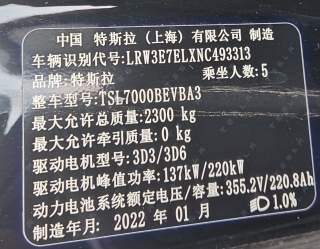 中国 特斯拉(上海)有限公司 制造
车辆识别代号:LRW3E7ELXNC493313
品牌:特斯拉 乘坐人数:5
整车型号:TSL7000BEVBA3
最大允许总质量:2300 kg
最大允许牵引质量:0 kg
驱动电机型号:3D3/3D6
驱动电机峰值功率:137kW/220kW
动力电池系统额定电压/容量:355.2V/220.8Ah
制造年月:2022 年 01 月 1.0%